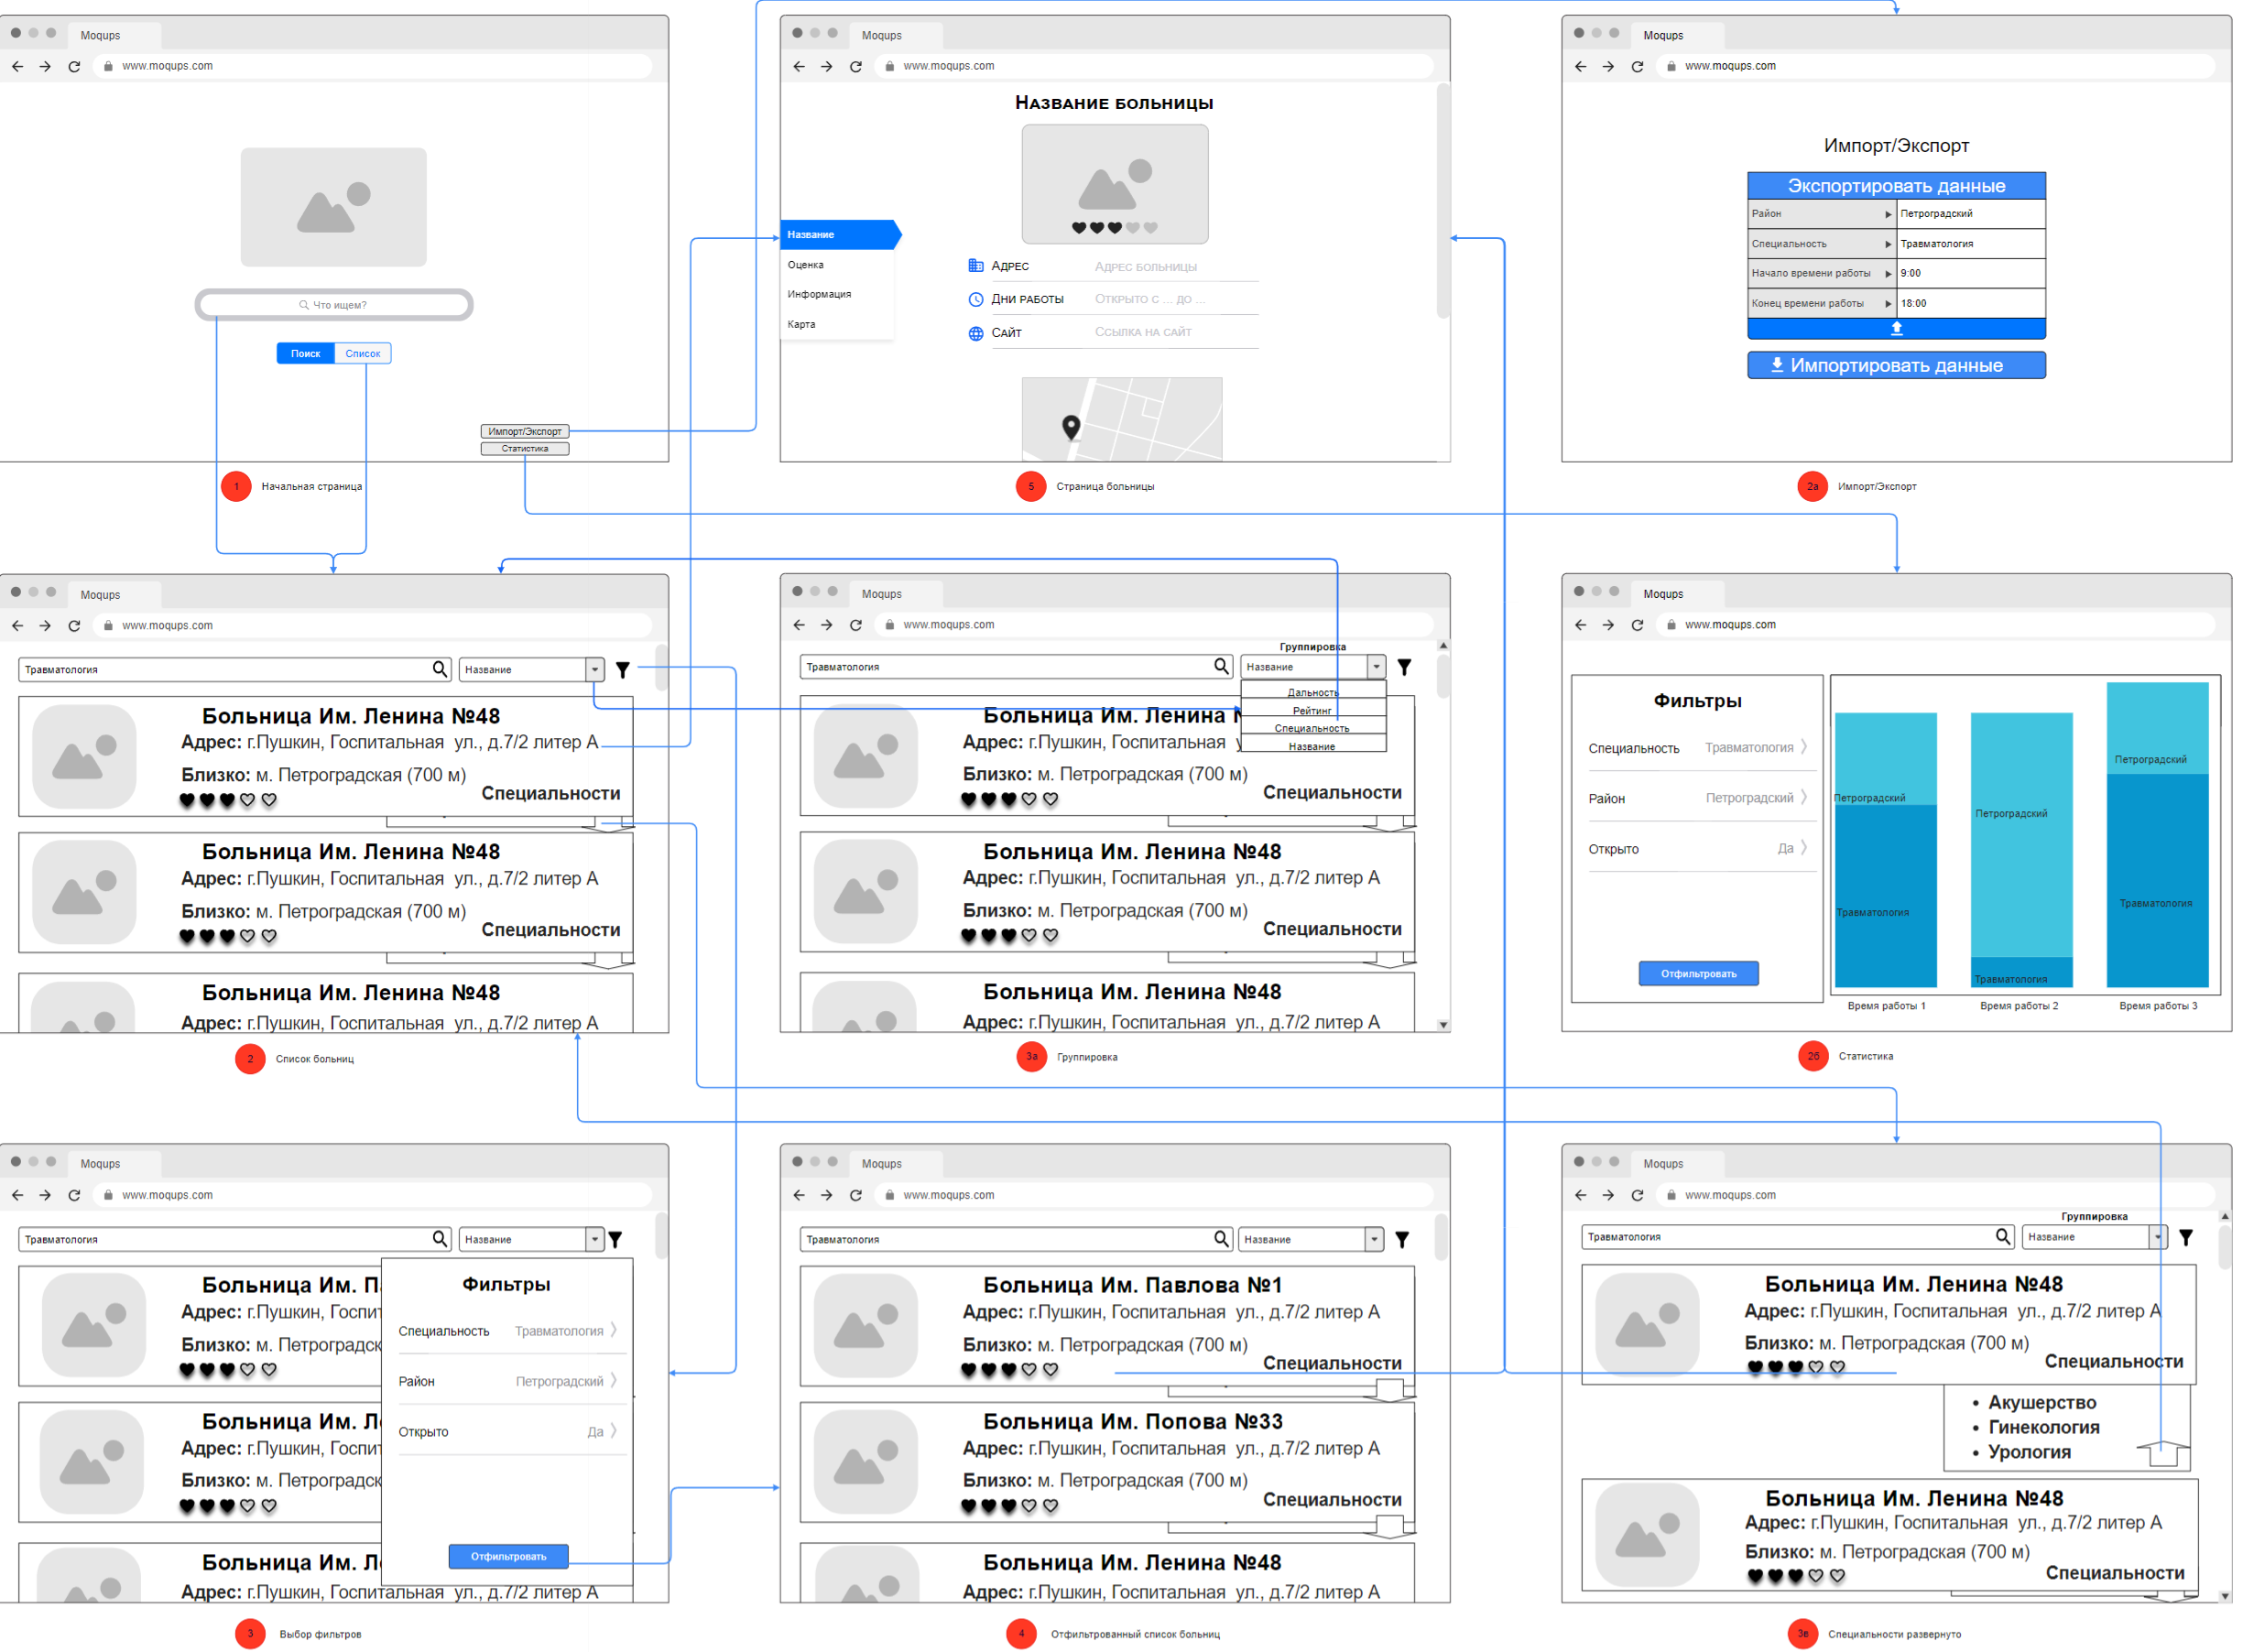 Moqups
www.moqups.com
Что ищем?
Поиск
Список
Импорт/Экспорт
Статистика
1
Начальная страница
Moqups
www.moqups.com
Название больницы
Название
Оценка
Информация
Карта
Адрес
Адрес больницы
Дни работы
Открыто с ... до ...
Сайт
Ссылка на сайт
5
Страница больницы
Moqups
www.moqups.com
Импорт/Экспорт
Экспортировать данные
Район
Петроградский
Специальность
Травматология
Начало времени работы
9:00
Конец времени работы
18:00
Импортировать данные
2а
Импорт/Экспорт
Moqups
www.moqups.com
Травматология
Название
Больница Им. Ленина №48
Адрес: г.Пушкин, Госпитальная ул., д.7/2 литер А
Близко: м. Петроградская (700 м)
Специальности
Больница Им. Ленина №48
Адрес: г.Пушкин, Госпитальная ул., д.7/2 литер А
Близко: м. Петроградская (700 м)
Специальности
Больница Им. Ленина №48
Адрес: г.Пушкин, Госпитальная ул., д.7/2 литер А
2
Список больниц
Moqups
www.moqups.com
Группировка
Травматология
Название
Дальность
Рейтинг
Специальность
Название
Больница Им. Ленина
Адрес: г.Пушкин, Госпитальная
Близко: м. Петроградская (700 м)
Специальности
Больница Им. Ленина №48
Адрес: г.Пушкин, Госпитальная ул., д.7/2 литер А
Близко: м. Петроградская (700 м)
Специальности
Больница Им. Ленина №48
Адрес: г.Пушкин, Госпитальная ул., д.7/2 литер А
3а
Группировка
Moqups
www.moqups.com
Фильтры
Специальность
Травматология
Район
Петроградский
Открыто
Да
Отфильтровать
Петроградский
Травматология
Петроградский
Травматология
Петроградский
Травматология
Время работы 1
Время работы 2
Время работы 3
2б
Статистика
Moqups
www.moqups.com
Травматология
Название
Больница Им. П
Адрес: г.Пушкин, Госпит
Близко: м. Петроградск
Больница Им. Л
Адрес: г.Пушкин, Госпит
Близко: м. Петроградск
Больница Им. Л
Адрес: г.Пушкин, Госпитальная ул., д.7/2 литер А
Фильтры
Специальность
Травматология
Район
Петроградский
Открыто
Да
Отфильтровать
3
Выбор фильтров
Moqups
www.moqups.com
Травматология
Название
Больница Им. Павлова №1
Адрес: г.Пушкин, Госпитальная ул., д.7/2 литер А
Близко: м. Петроградская (700 м)
Специальности
Больница Им. Попова №33
Адрес: г.Пушкин, Госпитальная ул., д.7/2 литер А
Близко: м. Петроградская (700 м)
Специальности
Больница Им. Ленина №48
Адрес: г.Пушкин, Госпитальная ул., д.7/2 литер А
4
Отфильтрованный список больниц
Moqups
www.moqups.com
Группировка
Травматология
Название
Больница Им. Ленина №48
Адрес: г.Пушкин, Госпитальная ул., д.7/2 литер А
Близко: м. Петроградская (700 м)
Специальности
• Акушерство
• Гинекология
• Урология
Больница Им. Ленина №48
Адрес: г.Пушкин, Госпитальная ул., д.7/2 литер А
Близко: м. Петроградская (700 м)
Специальности
3в
Специальности развернуто